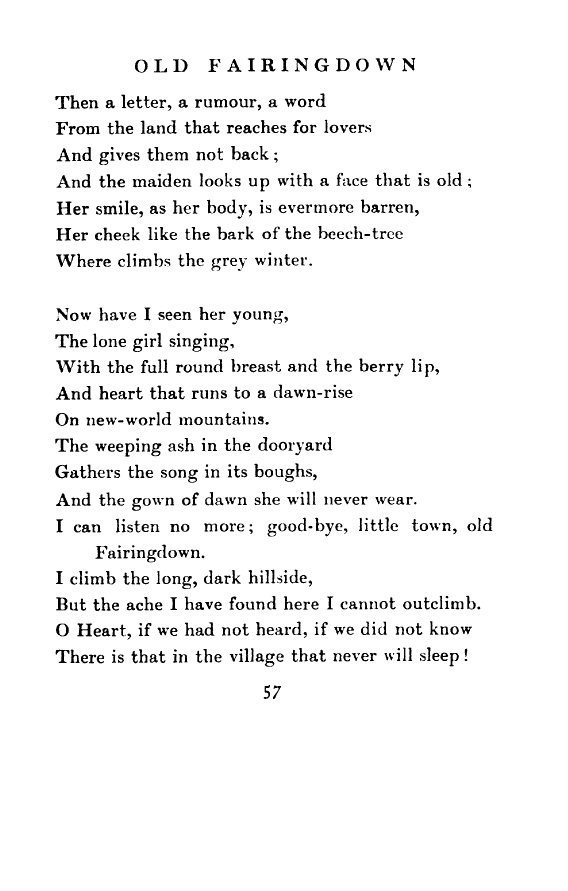 OLD FAIRINGDOWN
Then a letter, a rumour, a word
From the land that reaches for lovers
And gives them not back;
And the maiden looks up with a face that is old;
Her smile, as her body, is evermore barren,
Her cheek like the bark of the beech-tree
Where climbs the grey winter.
Now have I seen her young,
The lone girl singing,
With the full round breast and the berry lip,
And heart that runs to a dawn-rise
On new-world mountains.
The weeping ash in the dooryard
Gathers the song in its boughs,
And the gown of dawn she will never wear.
I can listen no more; good-bye, little town, old
Fairingdown.
I climb the long, dark hillside,
But the ache I have found here I cannot outclimb.
O Heart, if we had not heard, if we did not know
There is that in the village that never will sleep!
57